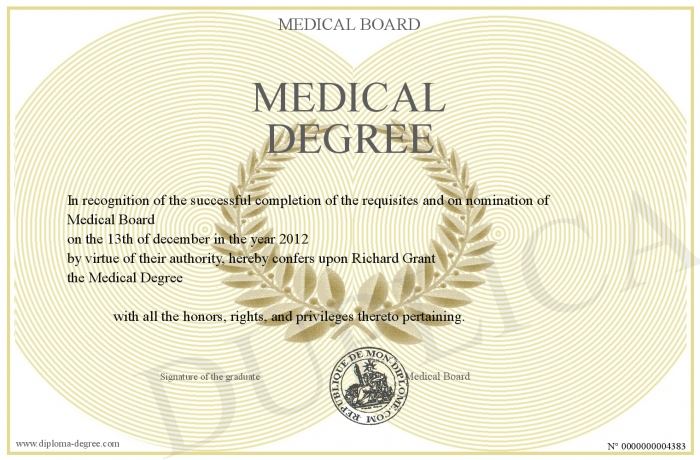 MEDICAL BOARD
MEDICAL
DEGREE
In recognition of the successful completion of the requisites and on nomination of
Medical Board
on the 13th of december in the year 2012
by virtue of their authority, hereby confers upon Richard Grant
the Medical Degree
with all the honors, rights, and privileges thereto pertaining.
Signature of the graduate
Medical Board
REPUBLIQUE DE MON-DIPLOME.COM
DUPLICATA
www.diploma-degree.com
N° 0000000004383